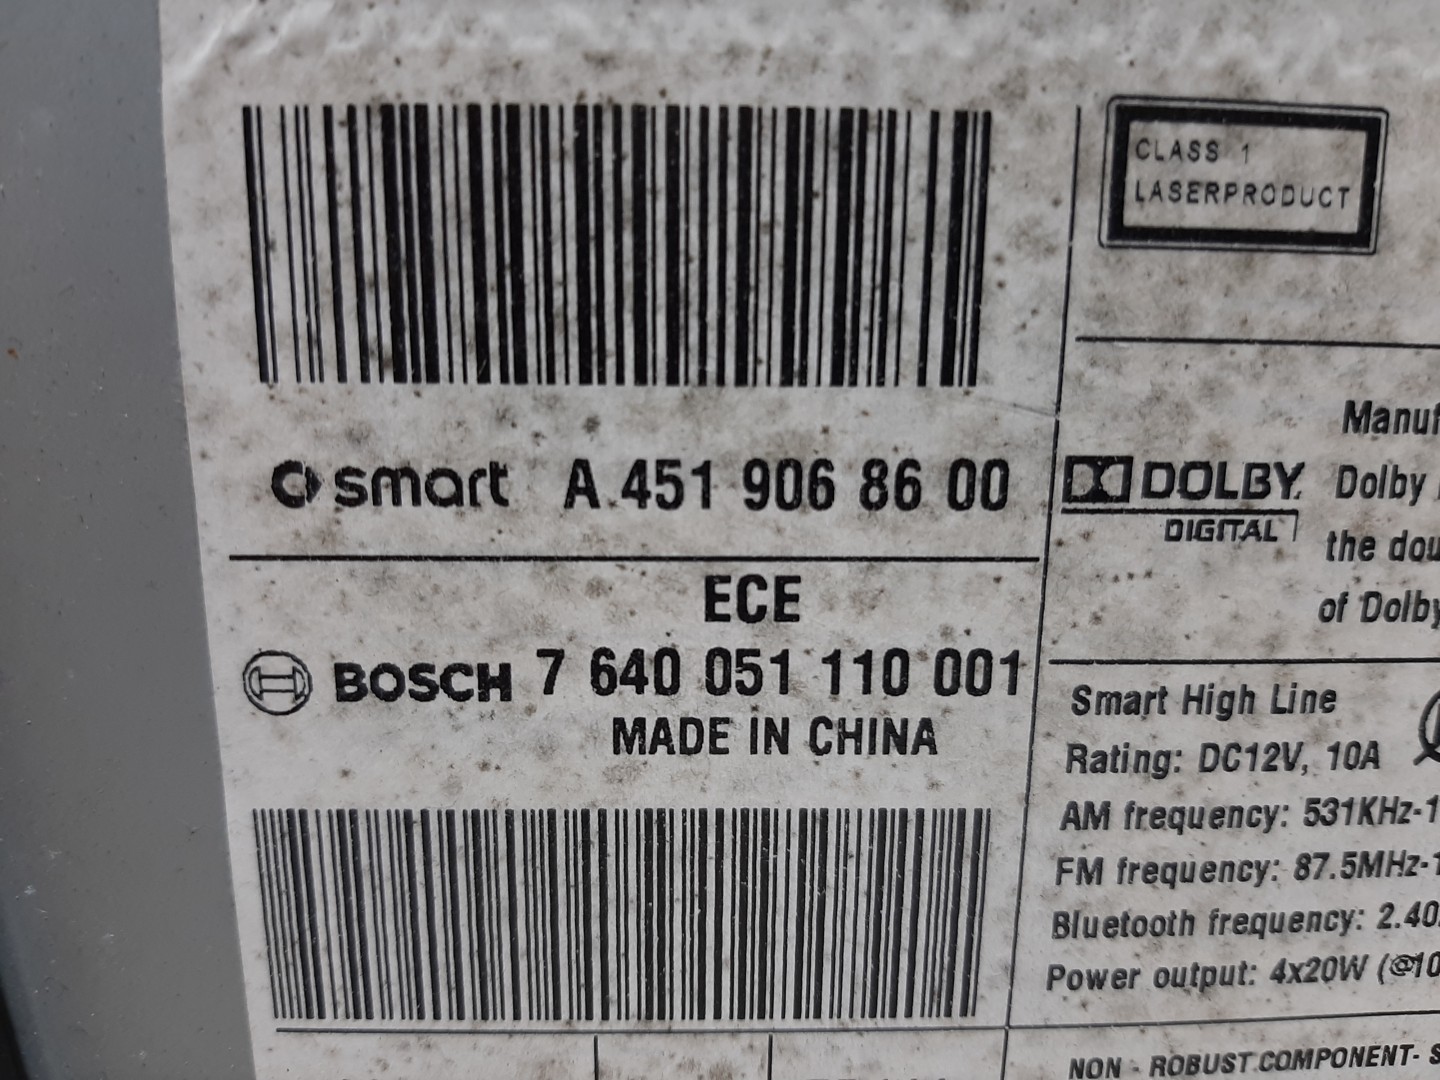 CLASS 1
LASERPRODUCT
smart A 451 906 86 00
ECE
BOSCH 7 640 051 110 001
MADE IN CHINA
DOLBY
DIGITAL
Manuf
Dolby
the dou
of Dolby
Smart High Line
Rating: DC12V, 10A
AM frequency: 531KHz-1
FM frequency: 87.5MHz-1
Bluetooth frequency: 2.40
Power output: 4x20W (@10
NON - ROBUST COMPONENT- S